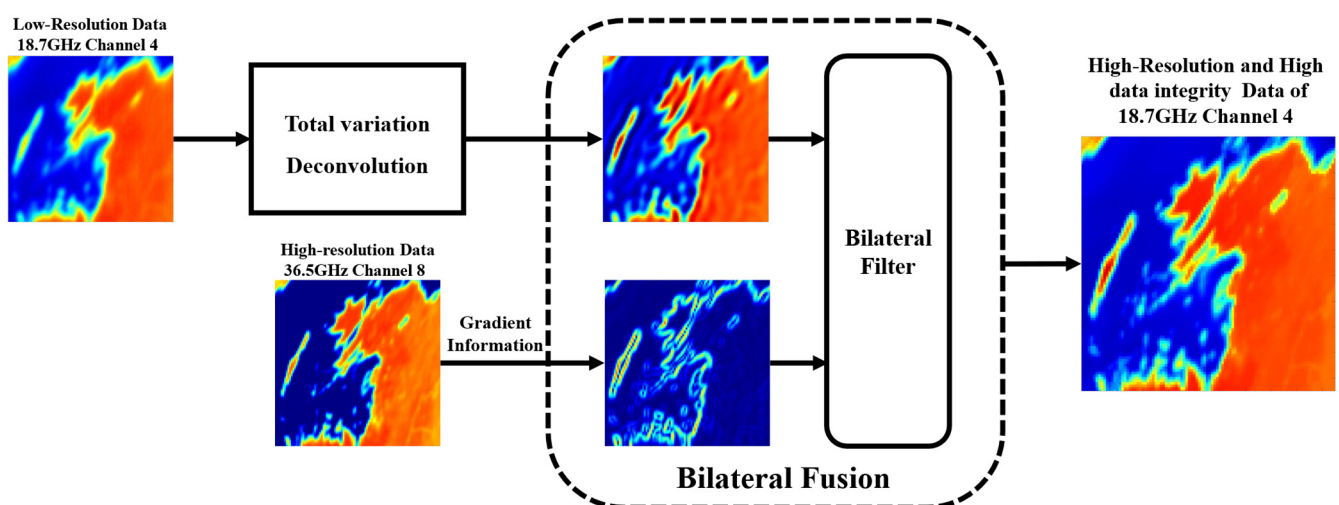 Low-Resolution Data
18.7GHz Channel 4
Total variation
Deconvolution
High-resolution Data
36.5GHz Channel 8
Gradient
Information
Bilateral
Filter
Bilateral Fusion
High-Resolution and High
data integrity Data of
18.7GHz Channel 4